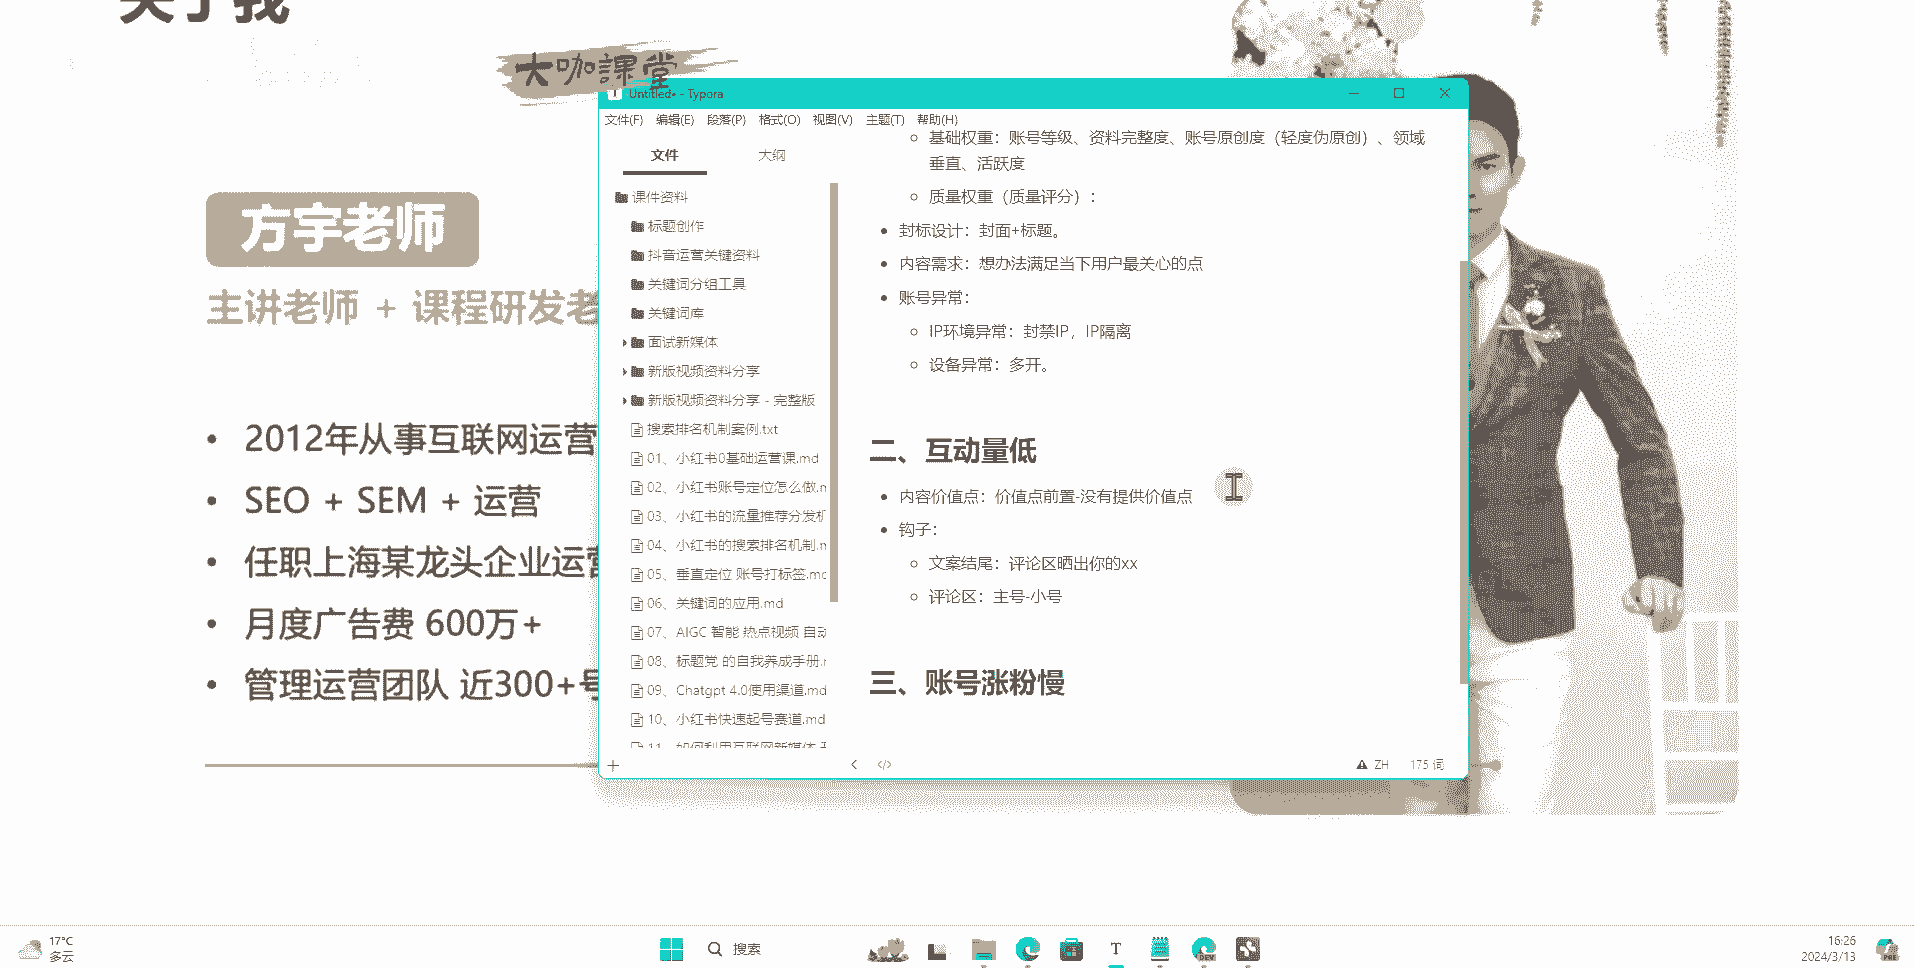 关于我
大咖課堂
方宇老师
主讲老师 + 课程研发老
2012年从事互联网运营
SEO + SEM + 运营
任职上海某龙头企业运营
月度广告费 600万+
管理运营团队 近300+号
Untitled• - Typora
文件(F) 编辑(E) 段落(P) 格式(O) 视图(V) 主题(T) 帮助(H)
文件 大纲
课件资料
标题创作
抖音运营关键资料
关键词分组工具
关键词库
面试新媒体
新版视频资料分享
新版视频资料分享 - 完整版
搜索排名机制案例.txt
01、小红书0基础运营课.md
02、小红书账号定位怎么做.m
03、小红书的流量推荐分发机
04、小红书的搜索排名机制.m
05、垂直定位 账号打标签.md
06、关键词的应用.md
07、AIGC 智能 热点视频 自动
08、标题党 的自我养成手册.m
09、Chatgpt 4.0使用渠道.md
10、小红书快速起号赛道.md
11、如何利用互联网新媒体
基础权重：账号等级、资料完整度、账号原创度（轻度伪原创）、领域
垂直、活跃度
质量权重（质量评分）：
封标设计：封面+标题。
内容需求：想办法满足当下用户最关心的点
账号异常：
IP环境异常：封禁IP，IP隔离
设备异常：多开。
二、互动量低
内容价值点：价值点前置-没有提供价值点
钩子：
文案结尾：评论区晒出你的xx
评论区：主号-小号
三、账号涨粉慢
ZH 175 词
17°C
多云
搜索
16:26
2024/3/13